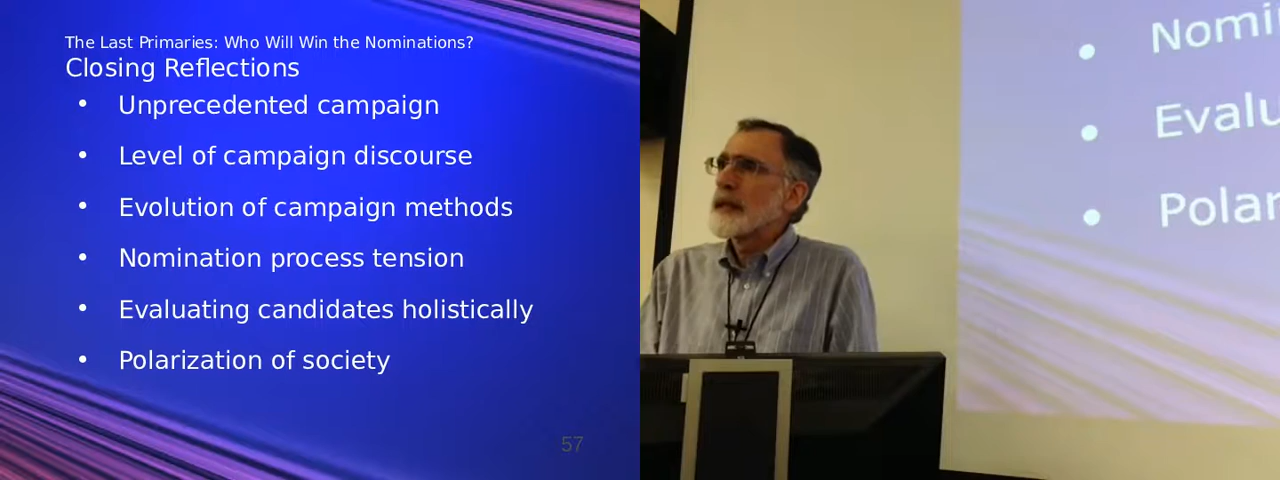 The Last Primaries: Who Will Win the Nominations?
Closing Reflections
• Unprecedented campaign
• Level of campaign discourse
• Evolution of campaign methods
• Nomination process tension
• Evaluating candidates holistically
• Polarization of society
57
• Nomi
• Evalu
• Polar